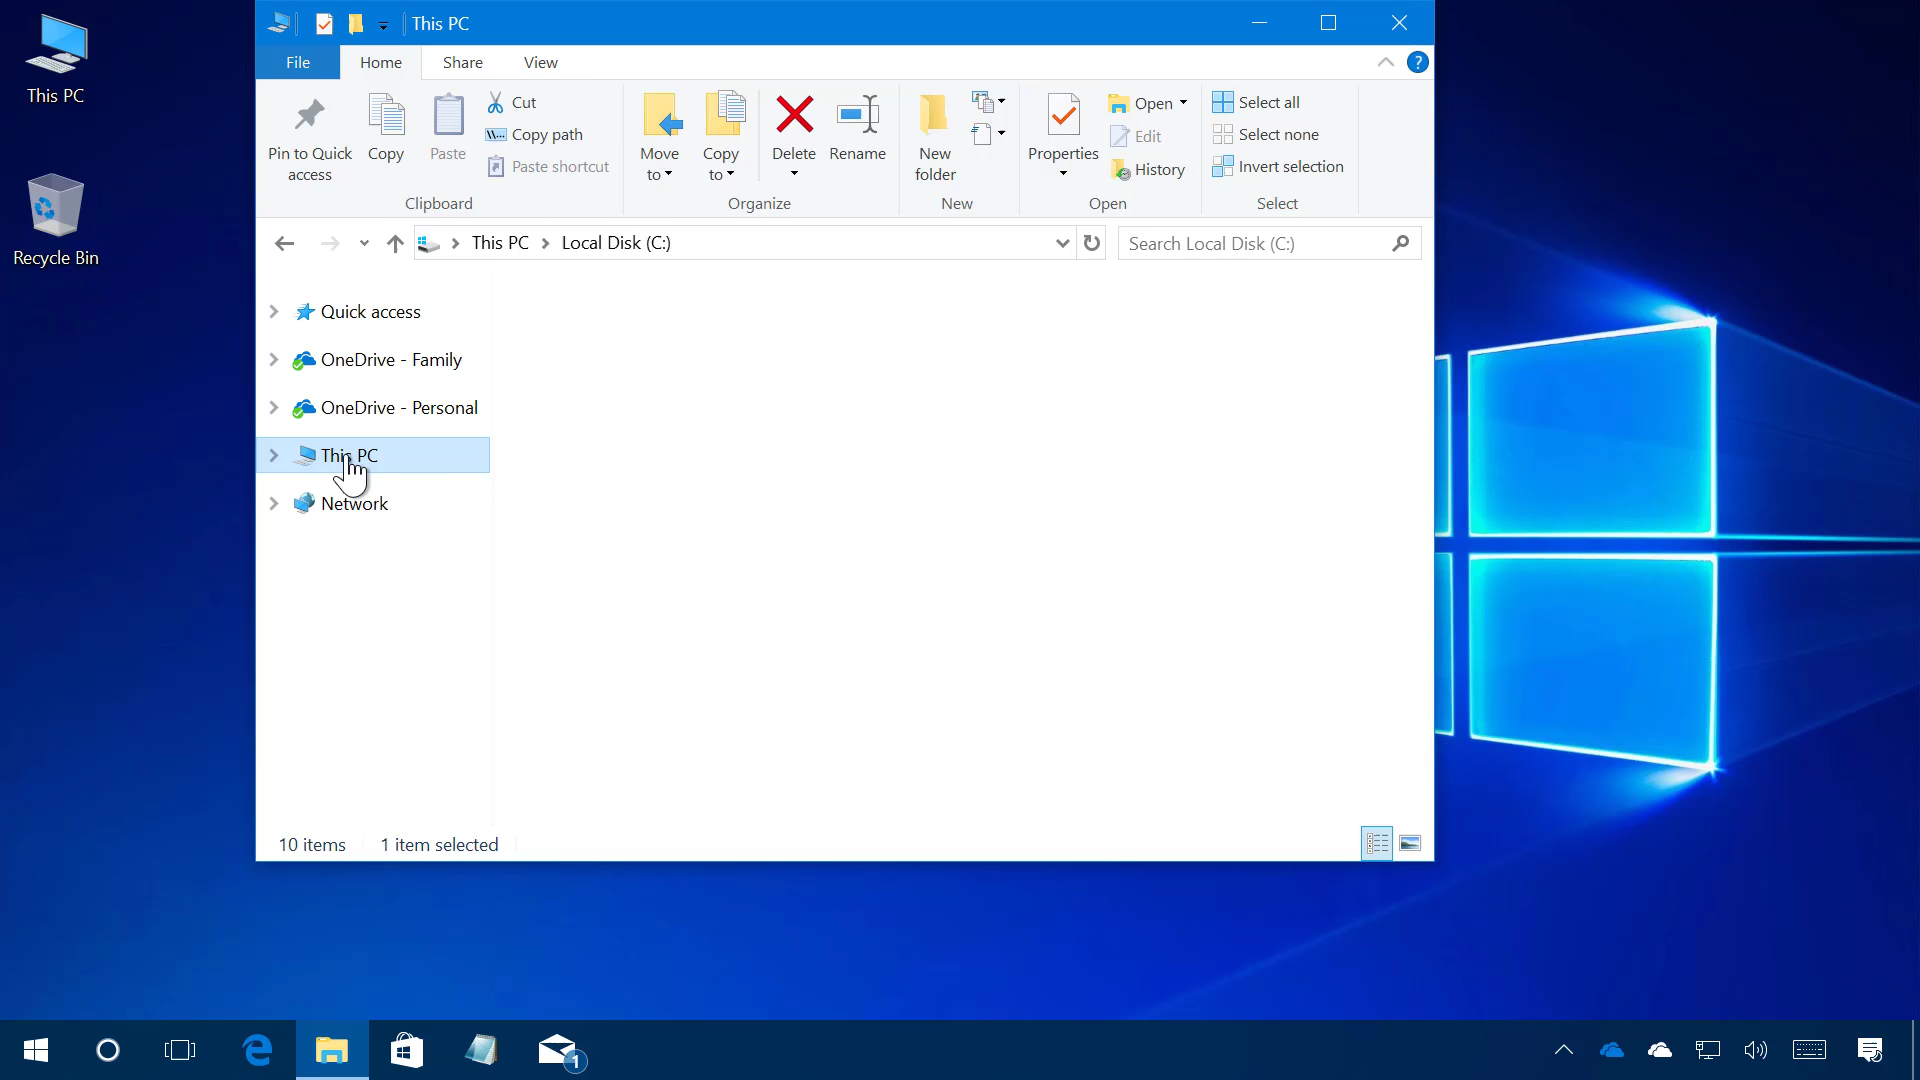 This PC
Recycle Bin
This PC
File
Home
Share
View
?
Pin to Quick
access
Copy
Paste
Cut
Copy path
Paste shortcut
Clipboard
Move
to
Copy
to
Delete
Rename
Organize
New
folder
New
Properties
Open
Edit
History
Open
Select all
Select none
Invert selection
Select
This PC
Local Disk (C:)
Search Local Disk (C:)
Quick access
OneDrive - Family
OneDrive - Personal
This PC
Network
10 items
1 item selected
1